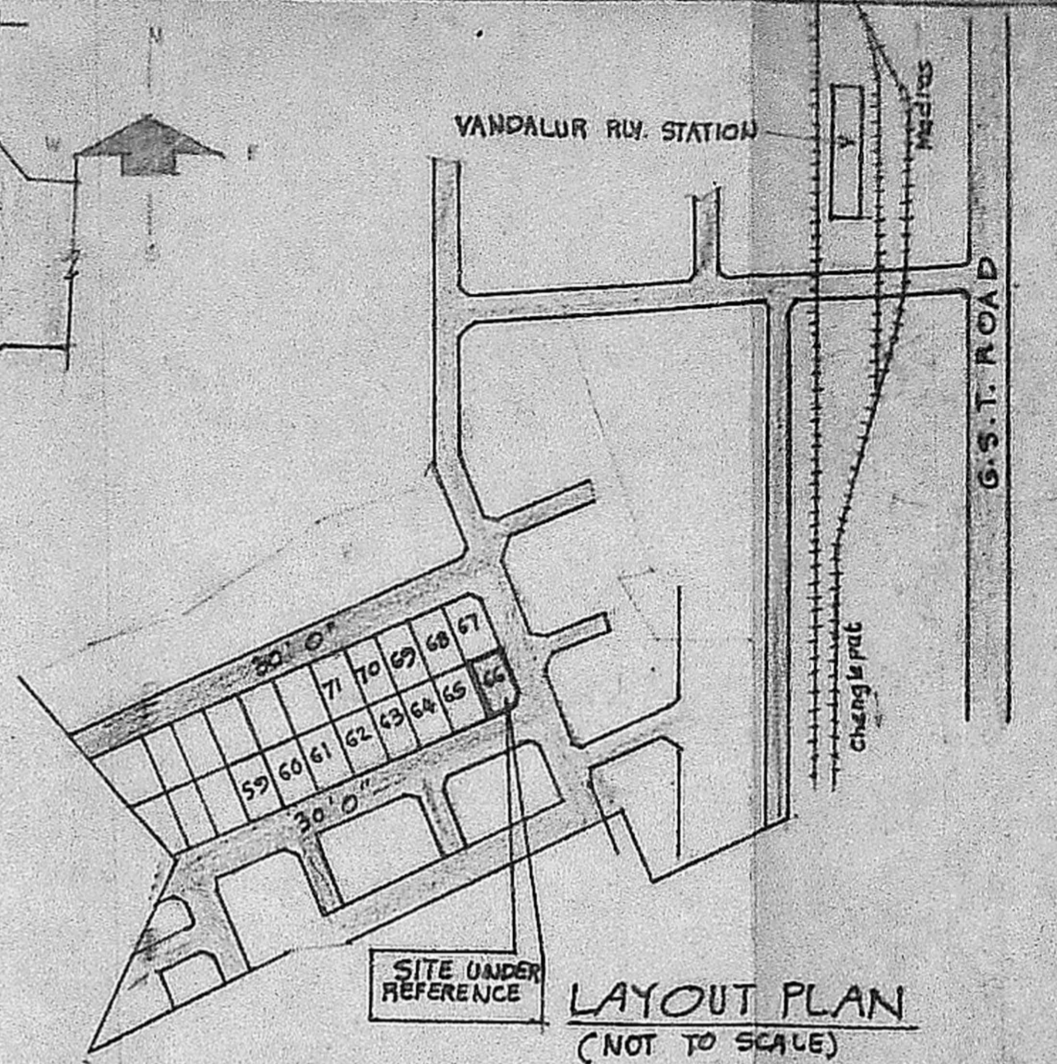 N
W
E
S
VANDALUR RLY. STATION
Y
Madras
G.S.T. ROAD
Chenglepat
30' 0"
67
68
69
70
71
66
65
64
63
62
61
60
59
30' 0"
SITE UNDER
REFERENCE
LAYOUT PLAN
(NOT TO SCALE)